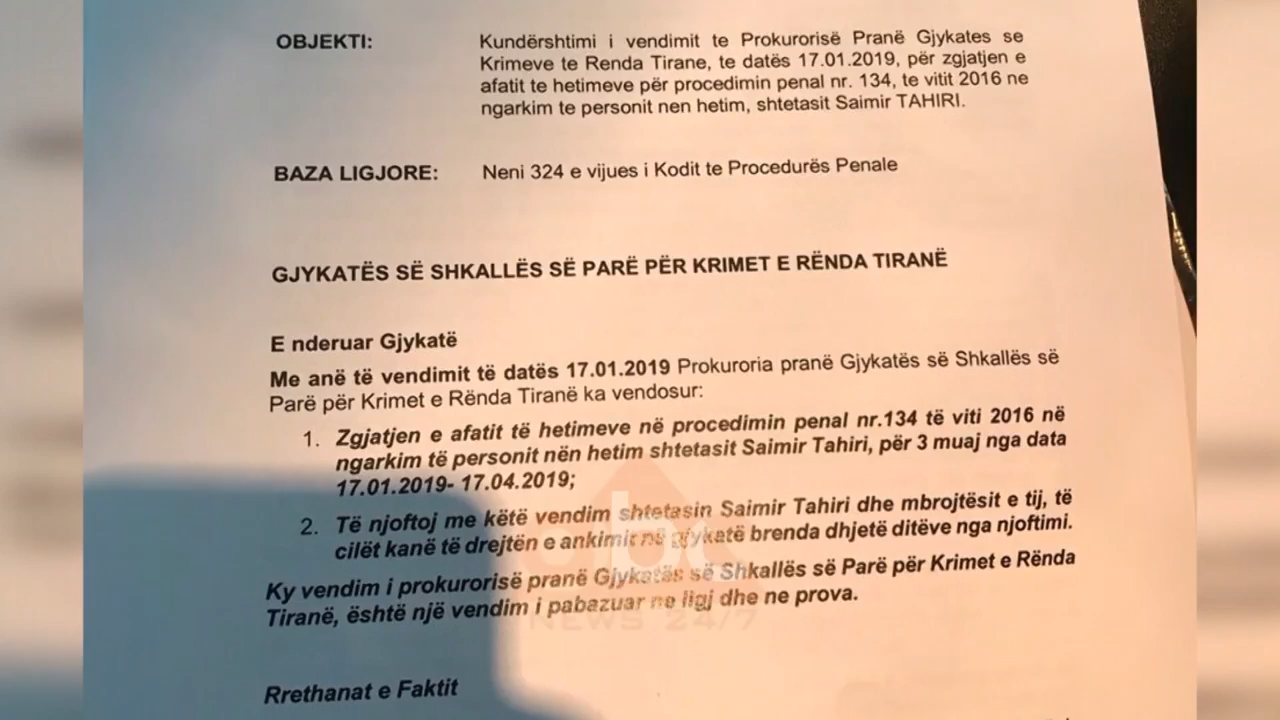 OBJEKTI: Kundërshtimi i vendimit te Prokurorisë Pranë Gjykates se
Krimeve te Renda Tirane, te datës 17.01.2019, për zgjatjen e
afatit te hetimeve për procedimin penal nr. 134, te vitit 2016 ne
ngarkim te personit nen hetim, shtetasit Saimir TAHIRI.
BAZA LIGJORE: Neni 324 e vijues i Kodit te Procedurës Penale
GJYKATËS SË SHKALLËS SË PARË PËR KRIMET E RËNDA TIRANË
E nderuar Gjykatë
Me anë të vendimit të datës 17.01.2019 Prokuroria pranë Gjykatës së Shkallës së
Parë për Krimet e Rënda Tiranë ka vendosur:
1. Zgjatjen e afatit të hetimeve në procedimin penal nr.134 të viti 2016 në
ngarkim të personit nën hetim shtetasit Saimir Tahiri, për 3 muaj nga data
17.01.2019- 17.04.2019;
2. Të njoftoj me këtë vendim shtetasin Saimir Tahiri dhe mbrojtësit e tij, të
cilët kanë të drejtën e ankimit në gjykatë brenda dhjetë ditëve nga njoftimi.
Ky vendim i prokurorisë pranë Gjykatës së Shkallës së Parë për Krimet e Rënda
Tiranë, është një vendim i pabazuar ne ligj dhe ne prova.
abc
NEWS 24/7
Rrethanat e Faktit